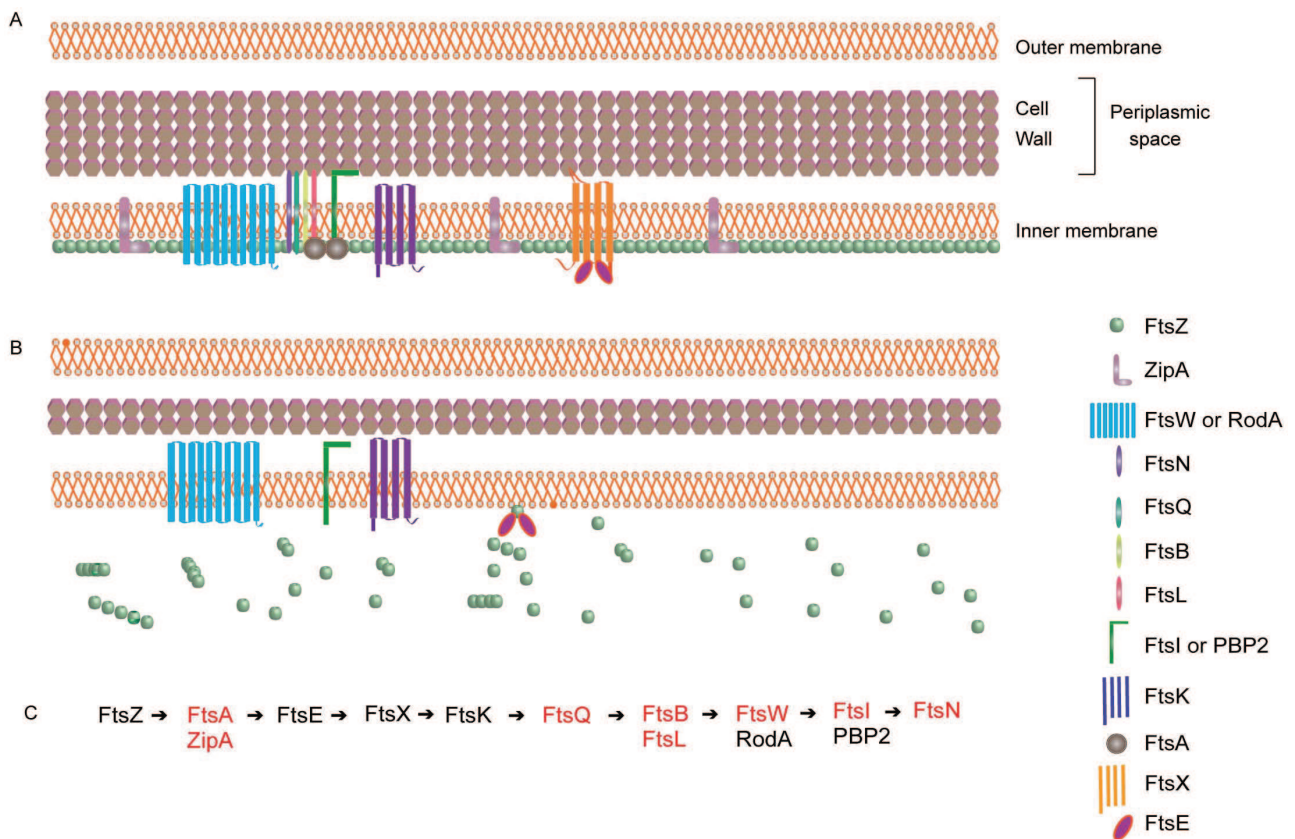 A
Outer membrane
Cell
Wall
Periplasmic
space
Inner membrane
B
FtsZ
ZipA
FtsW or RodA
FtsN
FtsQ
FtsB
FtsL
FtsI or PBP2
FtsK
FtsA
FtsX
FtsE
C FtsZ → FtsA → FtsE → FtsX → FtsK → FtsQ → FtsB → FtsW → FtsI → FtsN
ZipA FtsL RodA PBP2